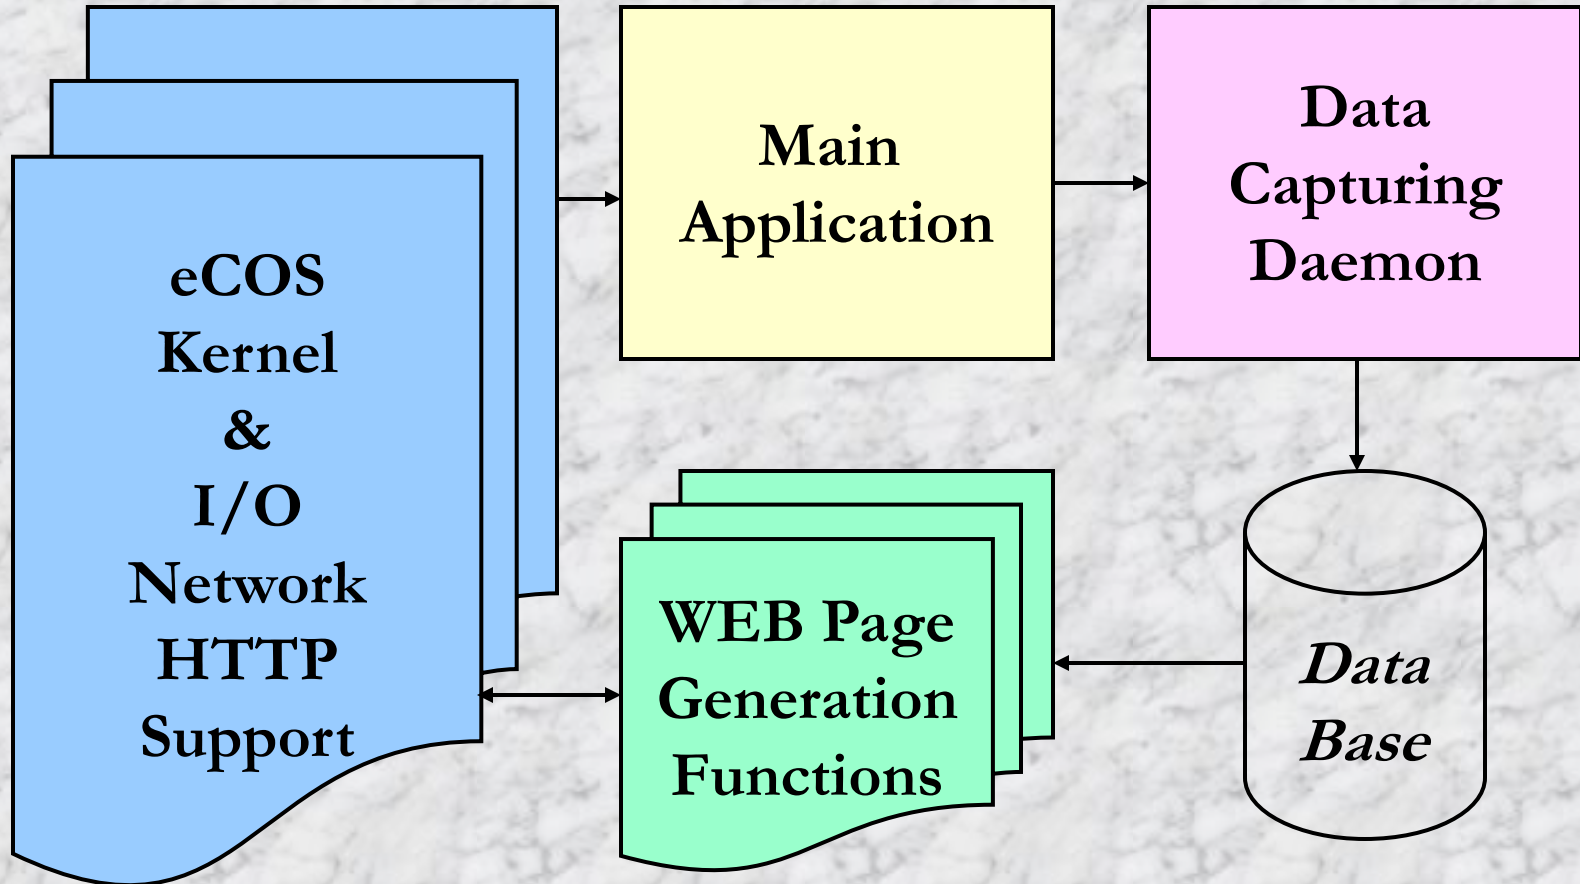 eCOS
Kernel
&
I/O
Network
HTTP
Support
Main
Application
Data
Capturing
Daemon
WEB Page
Generation
Functions
Data
Base